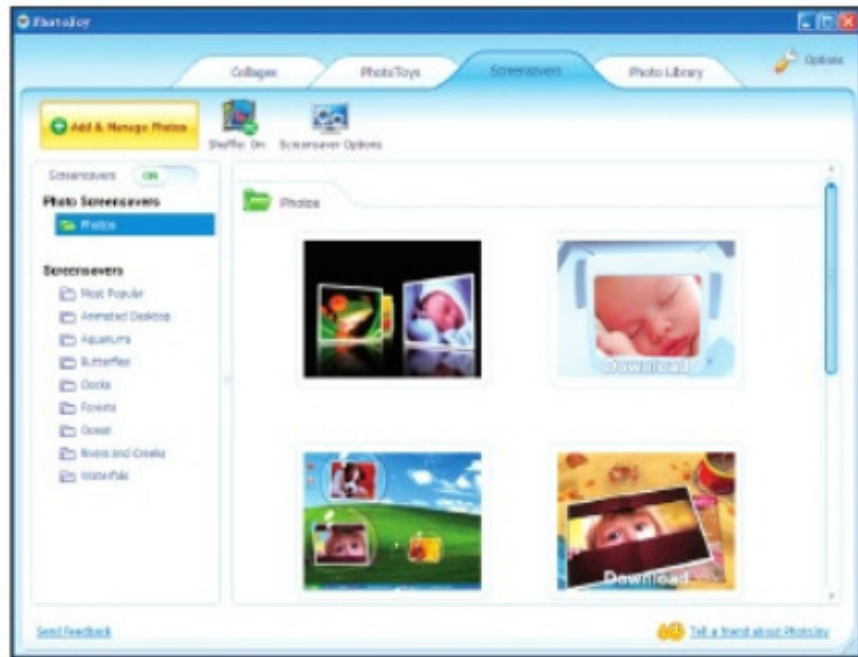 PhotoJoy
Collages
PhotoToys
Screensavers
Photo Library
Options
Add & Manage Photos
Shuffle: On
Screensaver Options
Screensavers ON
Photo Screensavers
Photos
Screensavers
Most Popular
Animated Desktop
Aquariums
Butterflies
Clocks
Forests
Ocean
Rivers and Creeks
Waterfalls
Photos
Download
Download
Send Feedback
Tell a friend about PhotoJoy